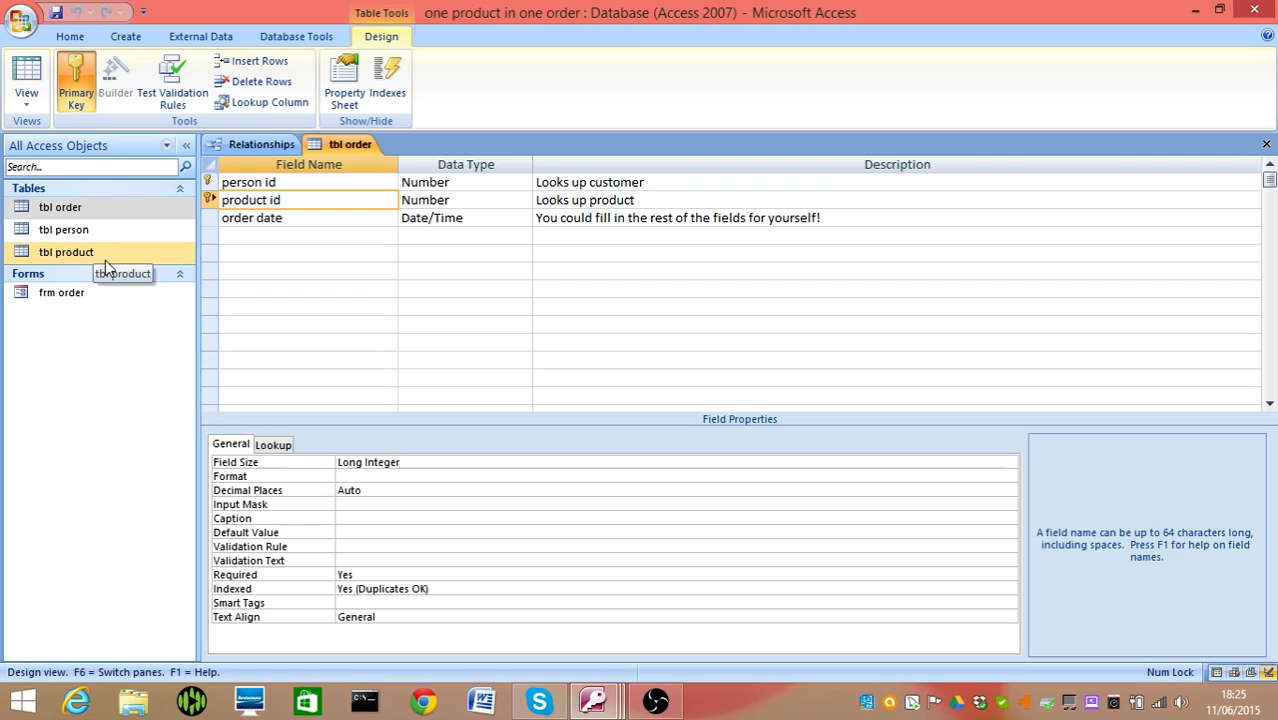 Table Tools
one product in one order : Database (Access 2007) - Microsoft Access
Home
Create
External Data
Database Tools
Design
View
Primary Key
Builder
Test Validation Rules
Insert Rows
Delete Rows
Lookup Column
Property Sheet
Indexes
Views
Tools
Show/Hide
All Access Objects
Search...
Tables
tbl order
tbl person
tbl product
tbl product
Forms
frm order
Relationships
tbl order
Field Name
Data Type
Description
person id
Number
Looks up customer
product id
Number
Looks up product
order date
Date/Time
You could fill in the rest of the fields for yourself!
Field Properties
General
Lookup
Field Size
Long Integer
Format
Decimal Places
Auto
Input Mask
Caption
Default Value
Validation Rule
Validation Text
Required
Yes
Indexed
Yes (Duplicates OK)
Smart Tags
Text Align
General
A field name can be up to 64 characters long,
including spaces. Press F1 for help on field
names.
Design view. F6 = Switch panes. F1 = Help.
Num Lock
18:25
11/06/2015